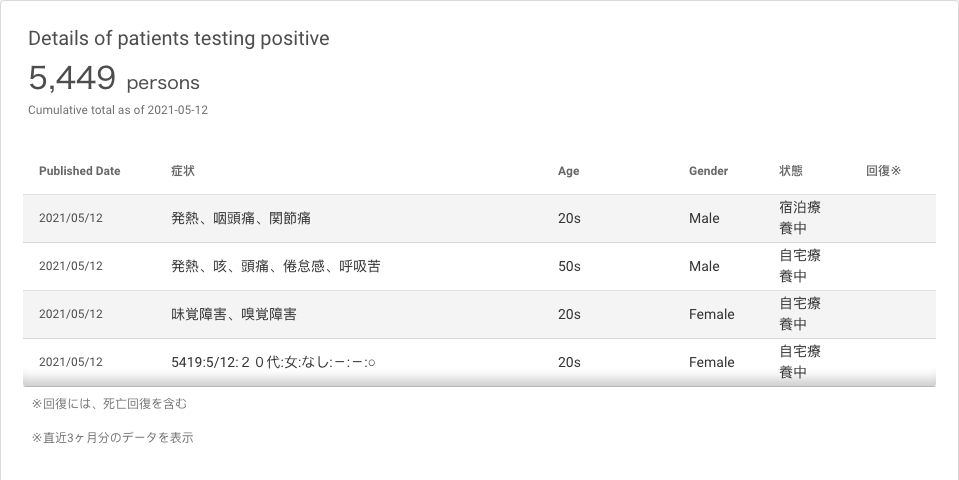 Details of patients testing positive
5,449 persons
Cumulative total as of 2021-05-12
Published Date 症状 Age Gender 状態 回復※
2021/05/12 発熱、咽頭痛、関節痛 20s Male 宿泊療
養中
2021/05/12 発熱、咳、頭痛、倦怠感、呼吸苦 50s Male 自宅療
養中
2021/05/12 味覚障害、嗅覚障害 20s Female 自宅療
養中
2021/05/12 5419:5/12:２０代:女:なし:−:−:○ 20s Female 自宅療
養中
※回復には、死亡回復を含む
※直近3ヶ月分のデータを表示